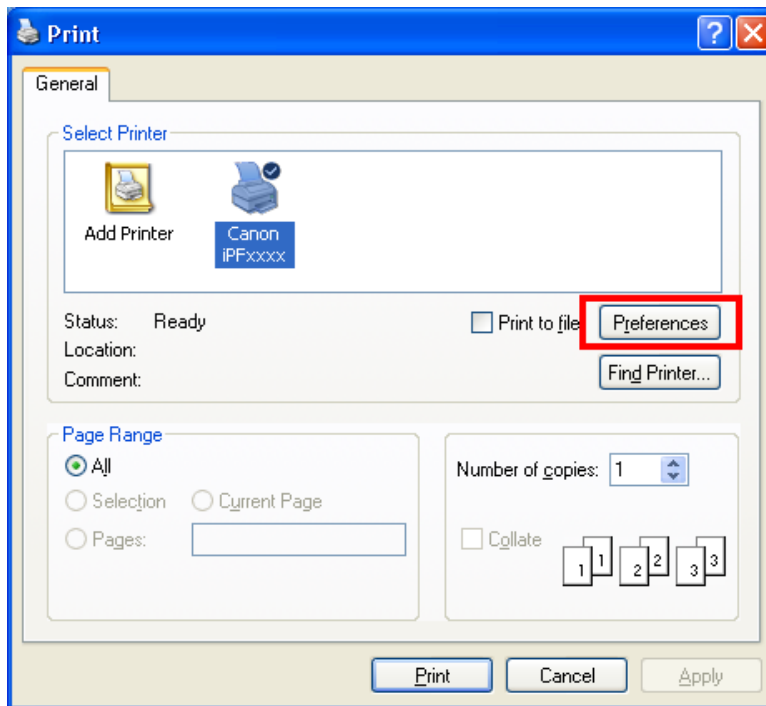 Print
General
Select Printer
Add Printer
Canon
iPFxxxx
Status: Ready
Print to file
Preferences
Location:
Comment:
Find Printer...
Page Range
All
Selection
Current Page
Pages:
Number of copies: 1
Collate
1 1 2 2 3 3
Print
Cancel
Apply